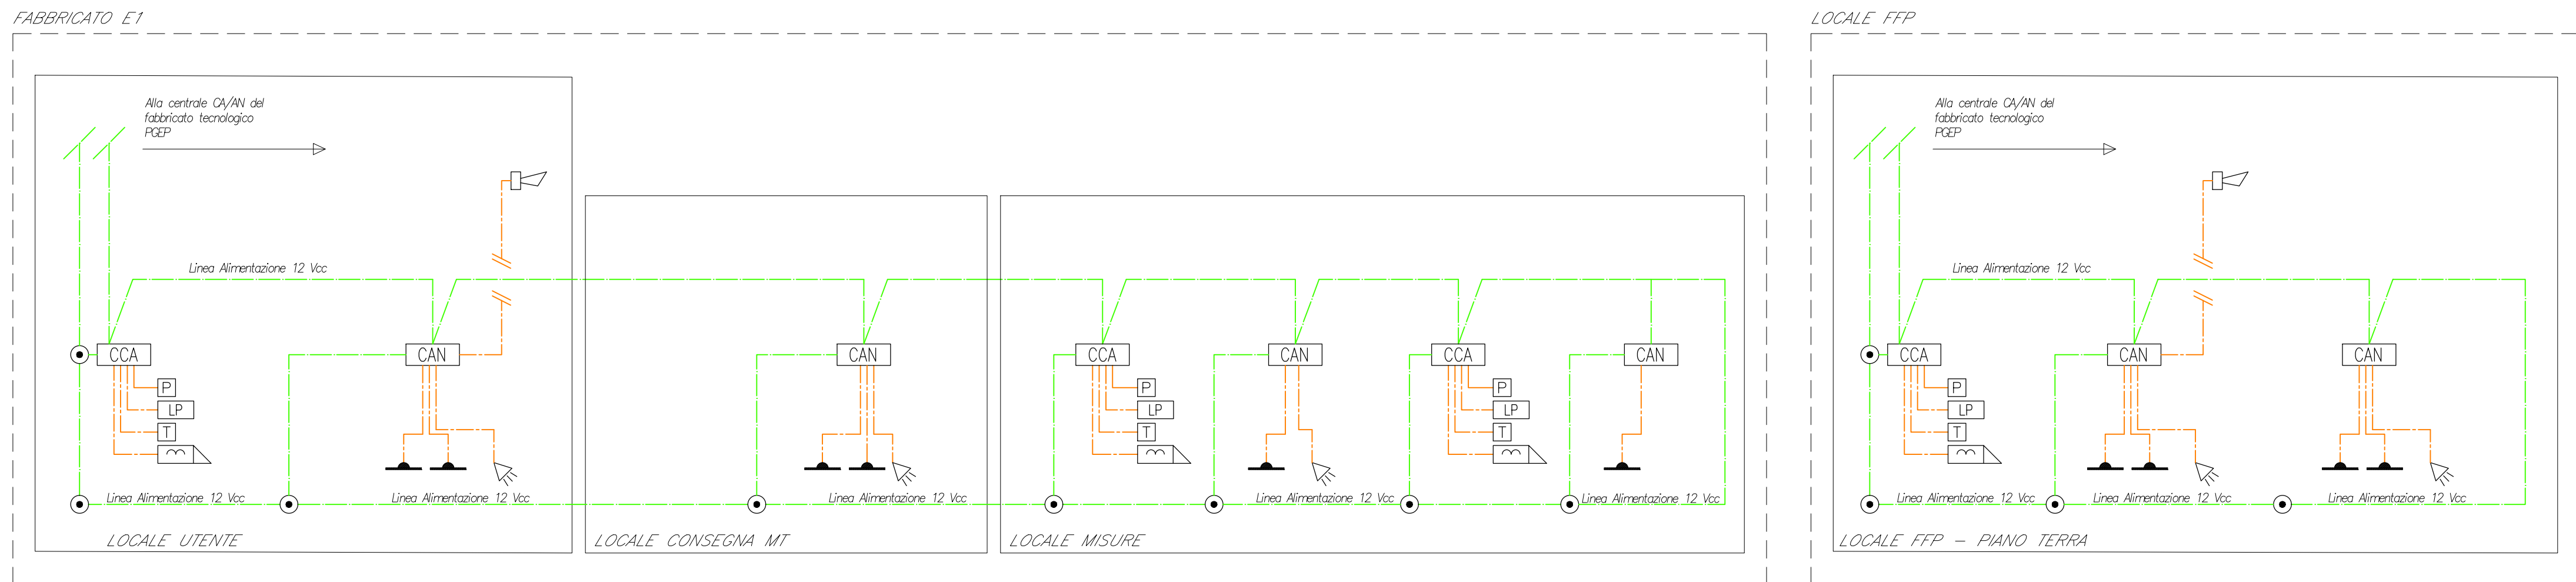 FABBRICATO E1
LOCALE FFP
Alla centrale CA/AN del
fabbricato tecnologico
PGEP
Alla centrale CA/AN del
fabbricato tecnologico
PGEP
Linea Alimentazione 12 Vcc
Linea Alimentazione 12 Vcc
CCA
CAN
CAN
CCA
CAN
CCA
CAN
CCA
CAN
CAN
P
P
P
P
LP
LP
LP
LP
T
T
T
T
Linea Alimentazione 12 Vcc
Linea Alimentazione 12 Vcc
Linea Alimentazione 12 Vcc
Linea Alimentazione 12 Vcc
Linea Alimentazione 12 Vcc
Linea Alimentazione 12 Vcc
Linea Alimentazione 12 Vcc
Linea Alimentazione 12 Vcc
LOCALE UTENTE
LOCALE CONSEGNA MT
LOCALE MISURE
LOCALE FFP – PIANO TERRA